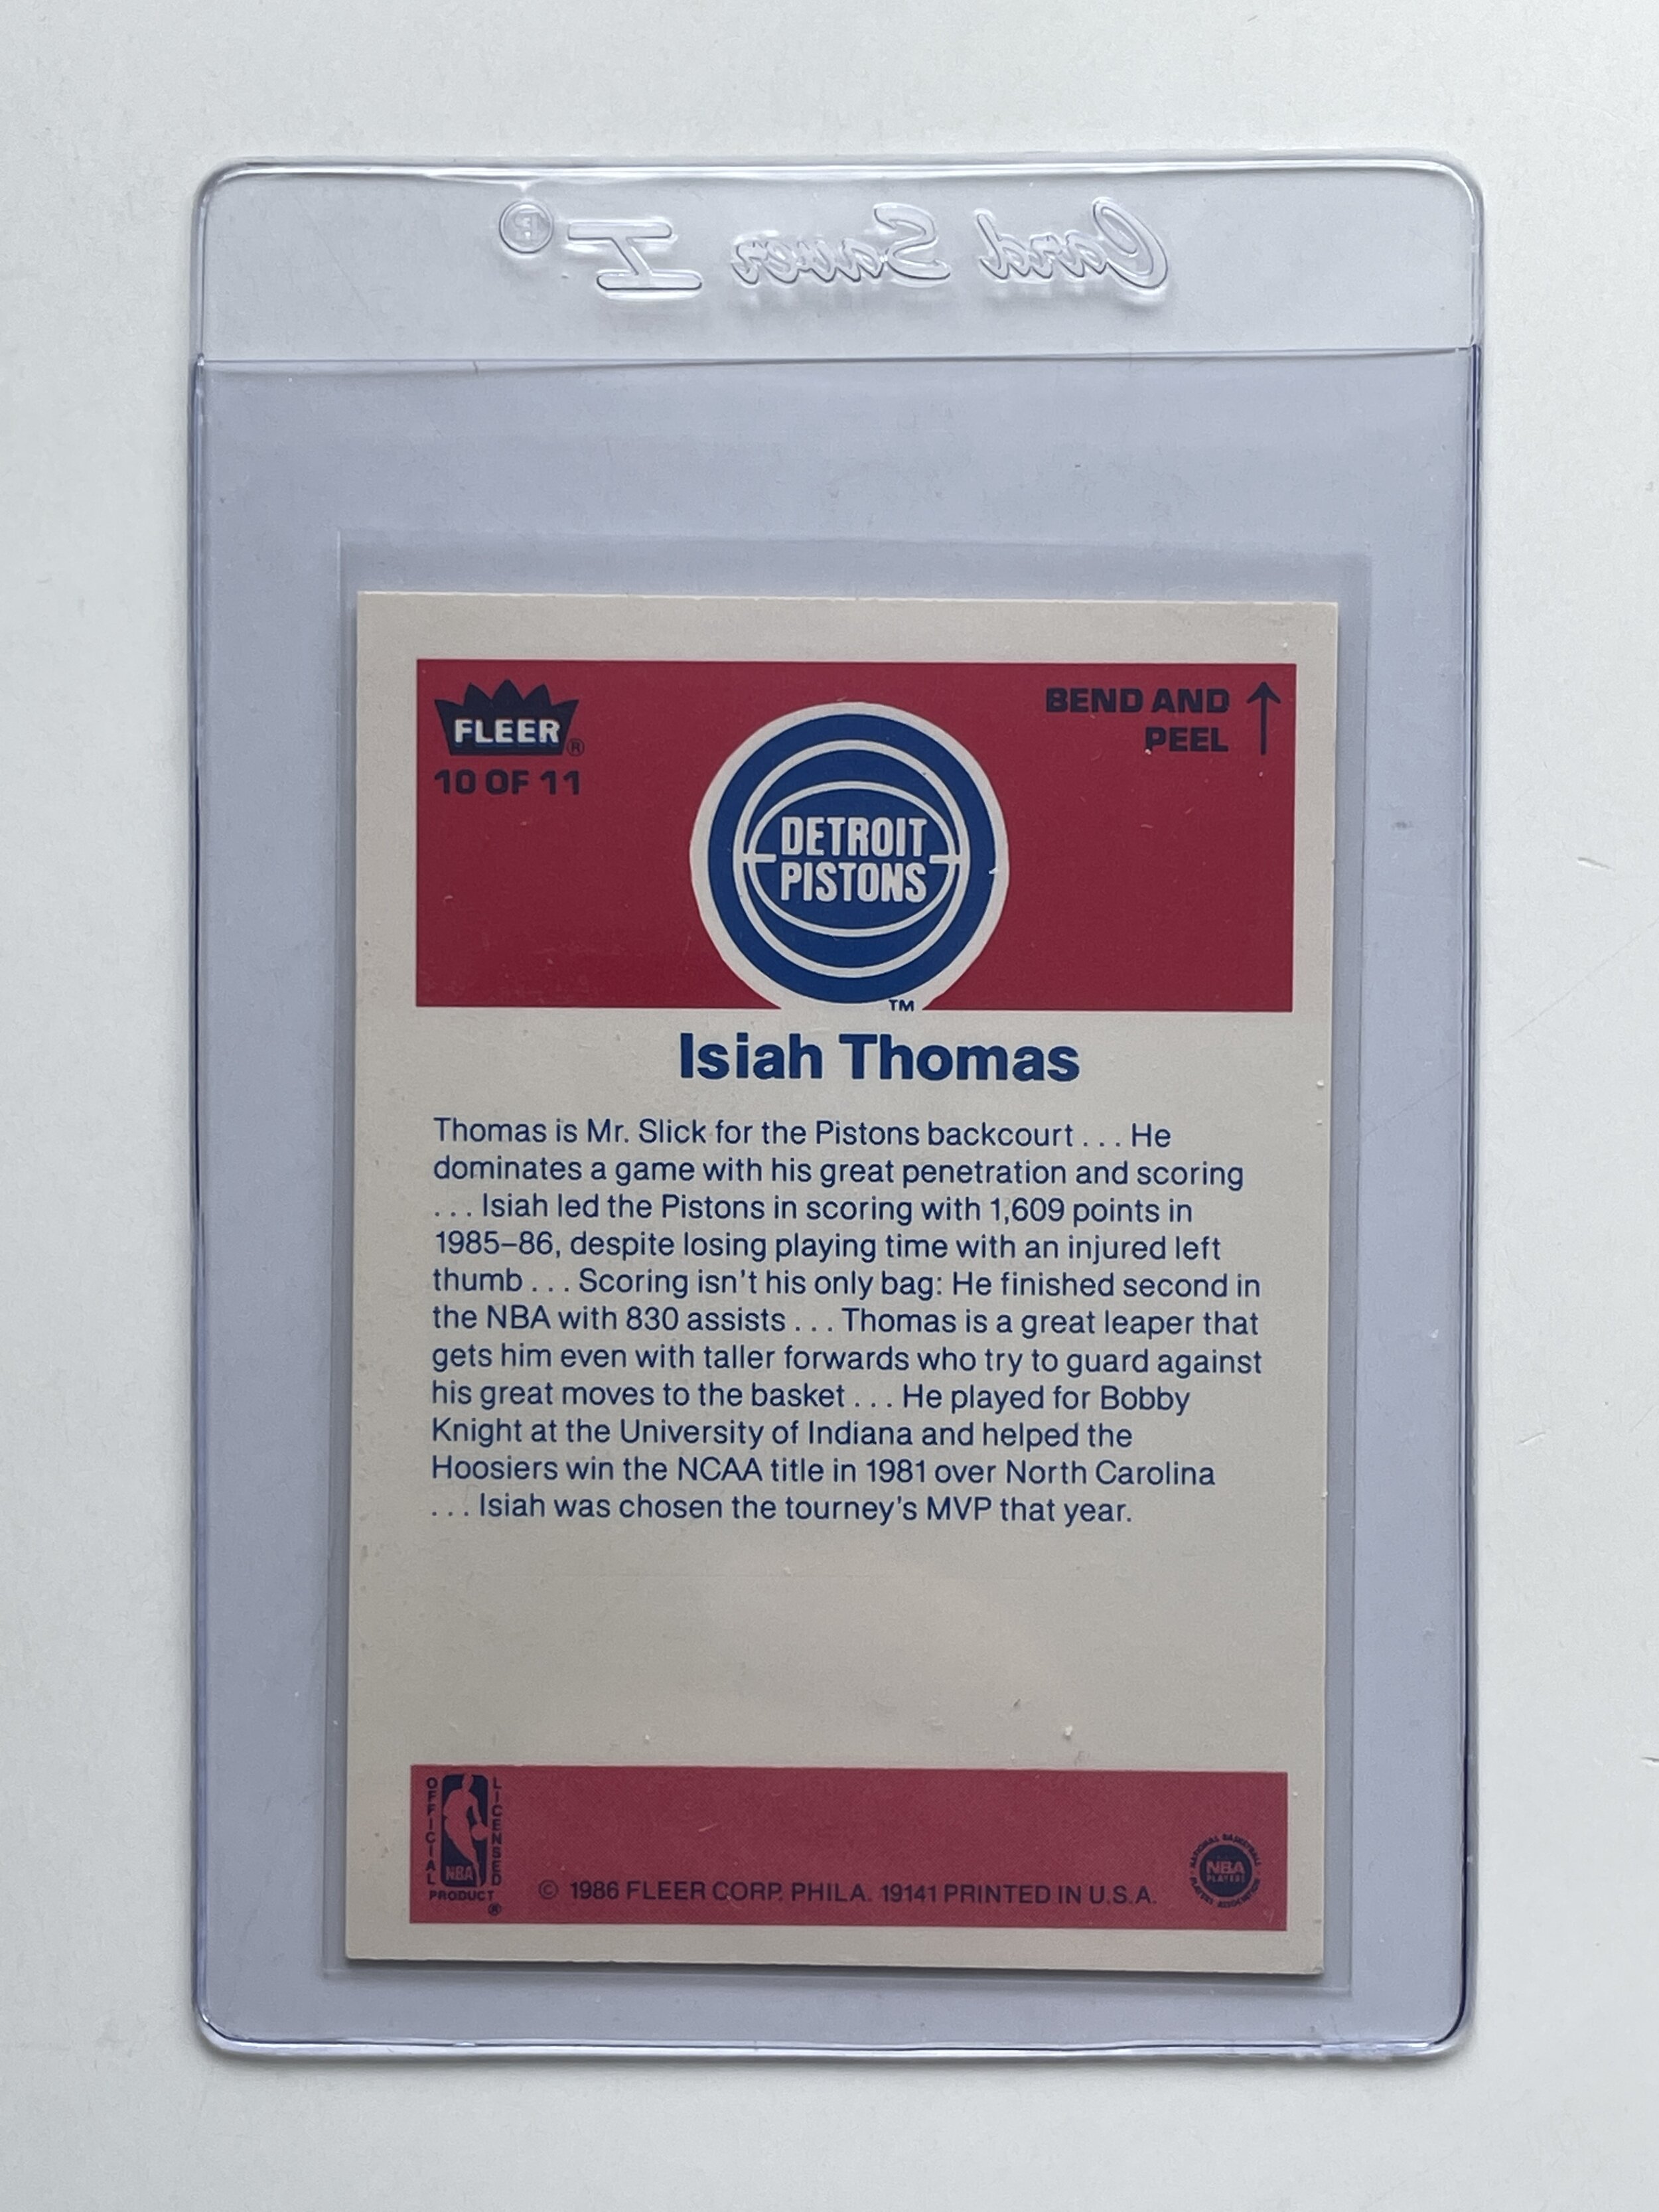 Card Saver I®
FLEER®
10 OF 11
BEND AND
PEEL
DETROIT
PISTONS
TM
Isiah Thomas
Thomas is Mr. Slick for the Pistons backcourt . . . He
dominates a game with his great penetration and scoring
. . . Isiah led the Pistons in scoring with 1,609 points in
1985–86, despite losing playing time with an injured left
thumb . . . Scoring isn't his only bag: He finished second in
the NBA with 830 assists . . . Thomas is a great leaper that
gets him even with taller forwards who try to guard against
his great moves to the basket . . . He played for Bobby
Knight at the University of Indiana and helped the
Hoosiers win the NCAA title in 1981 over North Carolina
. . . Isiah was chosen the tourney's MVP that year.
OFFICIAL
LICENSED
NBA
PRODUCT
®
© 1986 FLEER CORP. PHILA. 19141 PRINTED IN U.S.A.
NATIONAL BASKETBALL
NBA
PLAYERS
PLAYERS ASSOCIATION